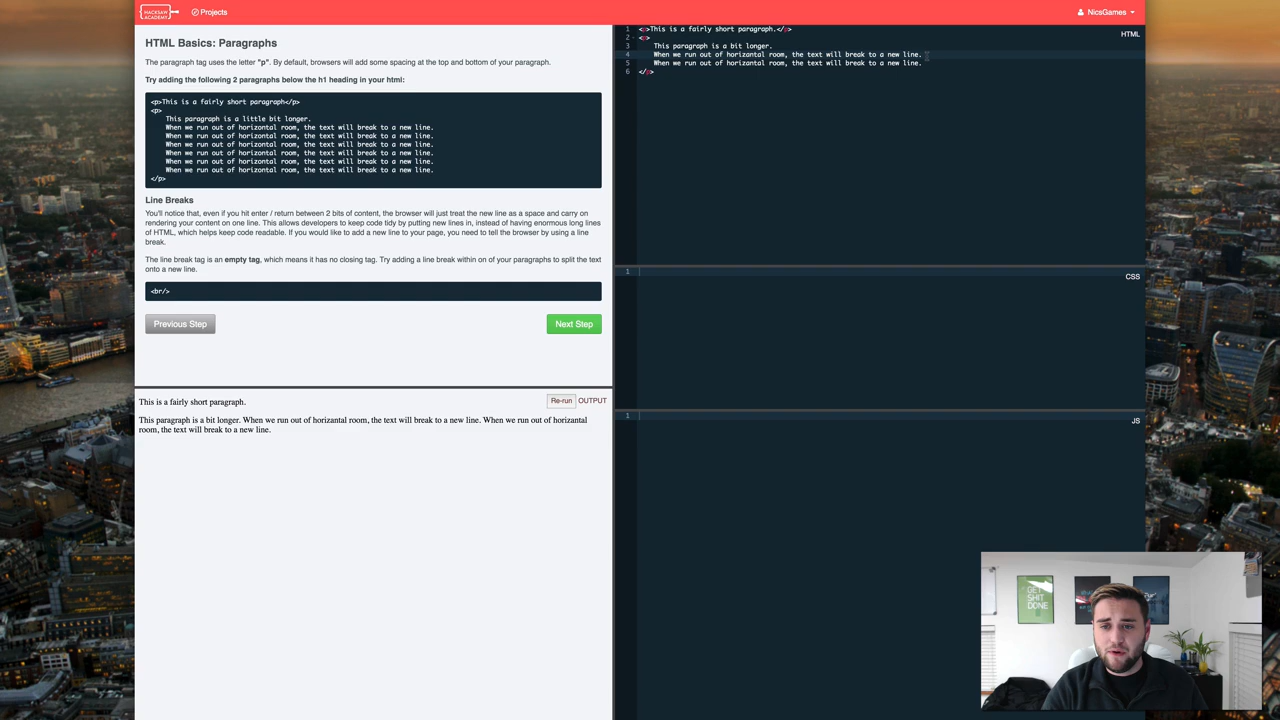 HACKSAW
ACADEMY
Projects
NicsGames
HTML Basics: Paragraphs
The paragraph tag uses the letter "p". By default, browsers will add some spacing at the top and bottom of your paragraph.
Try adding the following 2 paragraphs below the h1 heading in your html:
<p>This is a fairly short paragraph</p>
<p>
This paragraph is a little bit longer.
When we run out of horizontal room, the text will break to a new line.
When we run out of horizontal room, the text will break to a new line.
When we run out of horizontal room, the text will break to a new line.
When we run out of horizontal room, the text will break to a new line.
When we run out of horizontal room, the text will break to a new line.
When we run out of horizontal room, the text will break to a new line.
</p>
Line Breaks
You'll notice that, even if you hit enter / return between 2 bits of content, the browser will just treat the new line as a space and carry on
rendering your content on one line. This allows developers to keep code tidy by putting new lines in, instead of having enormous long lines
of HTML, which helps keep code readable. If you would like to add a new line to your page, you need to tell the browser by using a line
break.
The line break tag is an empty tag, which means it has no closing tag. Try adding a line break within on of your paragraphs to split the text
onto a new line.
<br/>
Previous Step
Next Step
This is a fairly short paragraph.
Re-run OUTPUT
This paragraph is a bit longer. When we run out of horizantal room, the text will break to a new line. When we run out of horizantal
room, the text will break to a new line.
HTML
1 <p>This is a fairly short paragraph.</p>
2 <p>
3 This paragraph is a bit longer.
4 When we run out of horizantal room, the text will break to a new line.
5 When we run out of horizantal room, the text will break to a new line.
6 </p>
1
CSS
1
JS
GET
SHIT
DONE